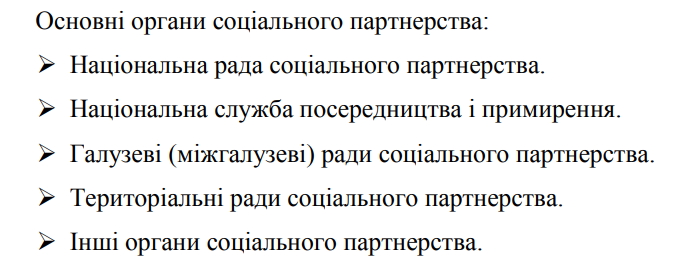 Основні органи соціального партнерства:
➢ Національна рада соціального партнерства.
➢ Національна служба посередництва і примирення.
➢ Галузеві (міжгалузеві) ради соціального партнерства.
➢ Територіальні ради соціального партнерства.
➢ Інші органи соціального партнерства.